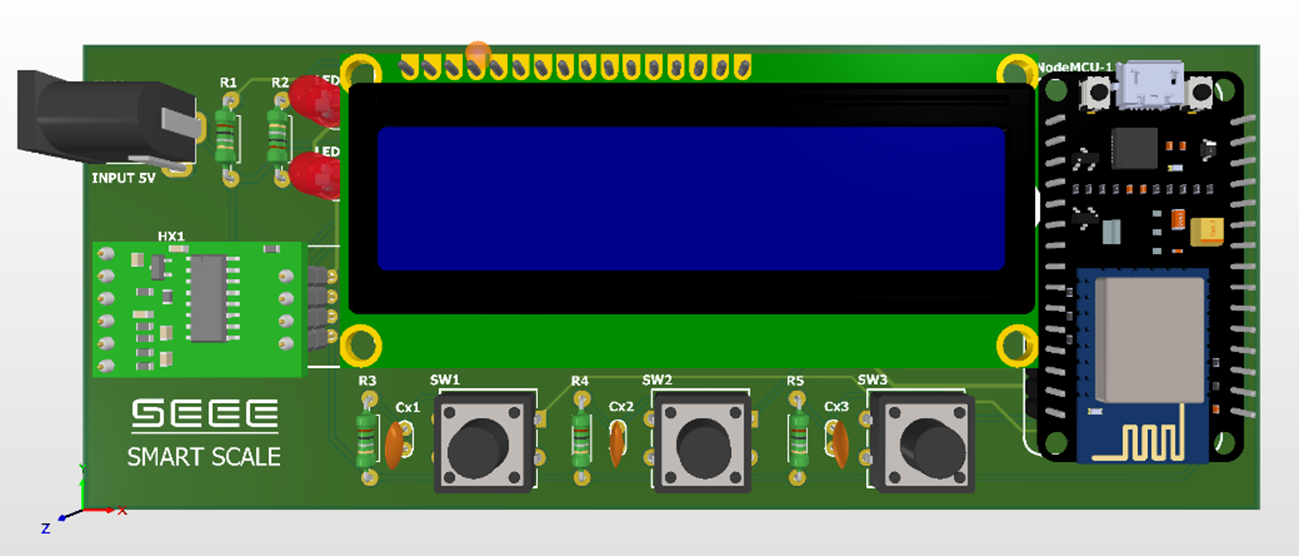 R1
R2
LED
LED
INPUT 5V
NodeMCU-1
HX1
SEEE
SMART SCALE
R3
Cx1
SW1
R4
Cx2
SW2
R5
Cx3
SW3
Y
X
Z